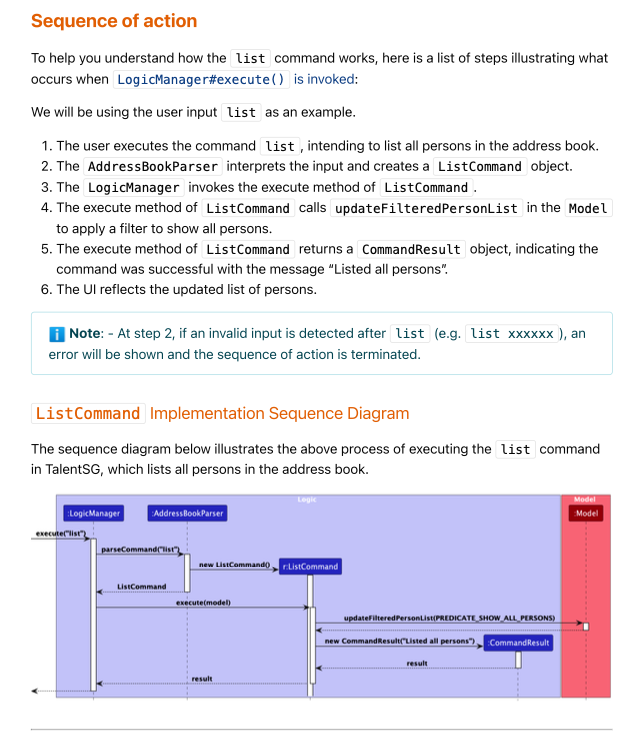 Sequence of action
To help you understand how the list command works, here is a list of steps illustrating what
occurs when LogicManager#execute() is invoked:
We will be using the user input list as an example.
1. The user executes the command list , intending to list all persons in the address book.
2. The AddressBookParser interprets the input and creates a ListCommand object.
3. The LogicManager invokes the execute method of ListCommand .
4. The execute method of ListCommand calls updateFilteredPersonList in the Model
to apply a filter to show all persons.
5. The execute method of ListCommand returns a CommandResult object, indicating the
command was successful with the message “Listed all persons”.
6. The UI reflects the updated list of persons.
ℹ️ Note: - At step 2, if an invalid input is detected after list (e.g. list xxxxxx ), an
error will be shown and the sequence of action is terminated.
ListCommand Implementation Sequence Diagram
The sequence diagram below illustrates the above process of executing the list command
in TalentSG, which lists all persons in the address book.
Logic
Model
:LogicManager
:AddressBookParser
:Model
execute("list")
parseCommand("list")
new ListCommand()
r:ListCommand
ListCommand
execute(model)
updateFilteredPersonList(PREDICATE_SHOW_ALL_PERSONS)
new CommandResult("Listed all persons")
:CommandResult
result
result